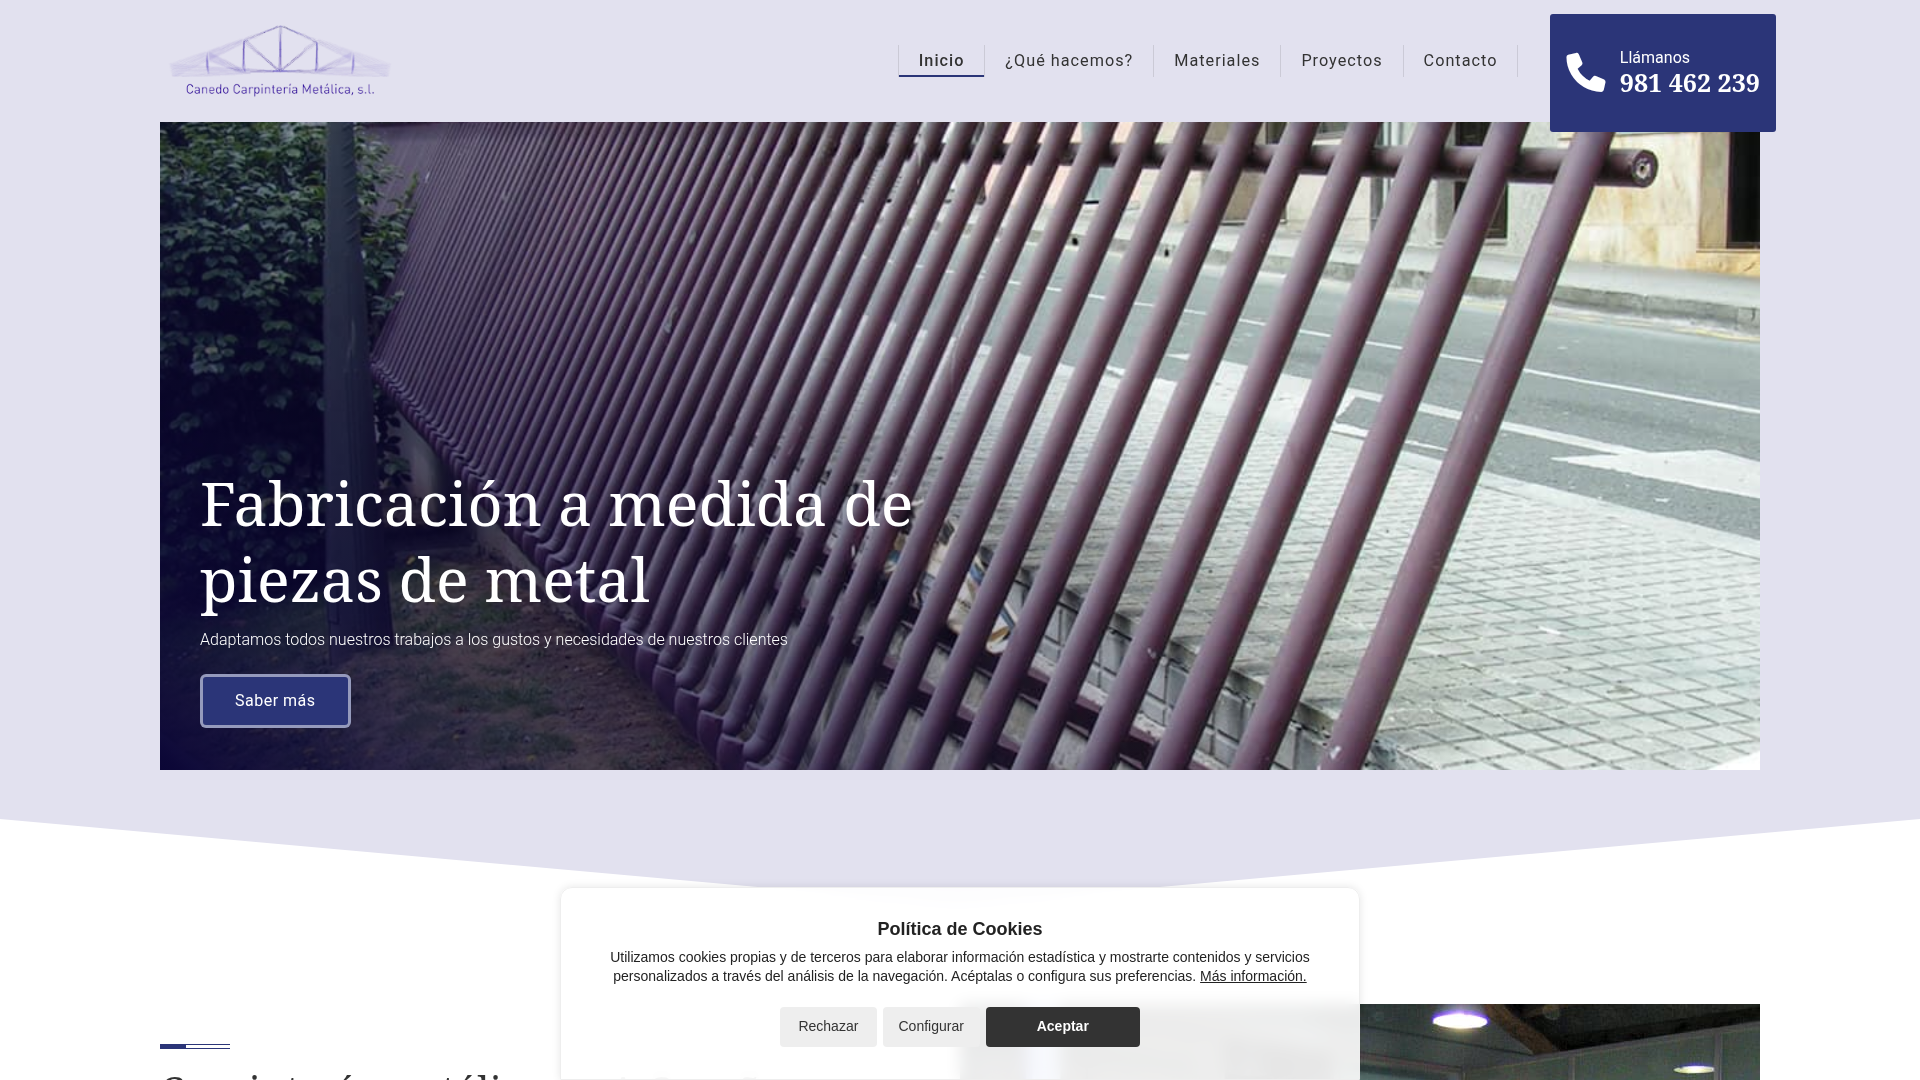 Canedo Carpintería Metálica, s.l.
Inicio
¿Qué hacemos?
Materiales
Proyectos
Contacto
Llámanos
981 462 239
Fabricación a medida de
piezas de metal
Adaptamos todos nuestros trabajos a los gustos y necesidades de nuestros clientes
Saber más
Política de Cookies
Utilizamos cookies propias y de terceros para elaborar información estadística y mostrarte contenidos y servicios
personalizados a través del análisis de la navegación. Acéptalas o configura sus preferencias. Más información.
Rechazar
Configurar
Aceptar